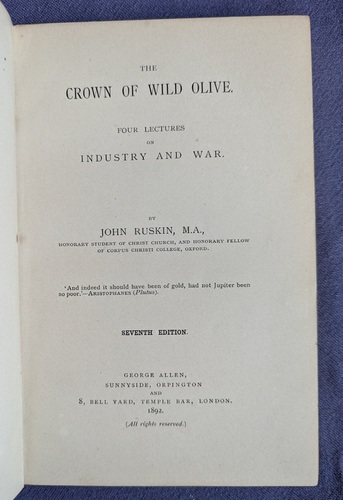 THE
CROWN OF WILD OLIVE.
FOUR LECTURES
ON
INDUSTRY AND WAR.
BY
JOHN RUSKIN, M.A.,
HONORARY STUDENT OF CHRIST CHURCH, AND HONORARY FELLOW
OF CORPUS CHRISTI COLLEGE, OXFORD.
'And indeed it should have been of gold, had not Jupiter been
so poor.'—ARISTOPHANES (Plutus).
SEVENTH EDITION.
GEORGE ALLEN,
SUNNYSIDE, ORPINGTON
AND
8, BELL YARD, TEMPLE BAR, LONDON.
1892.
[All rights reserved.]